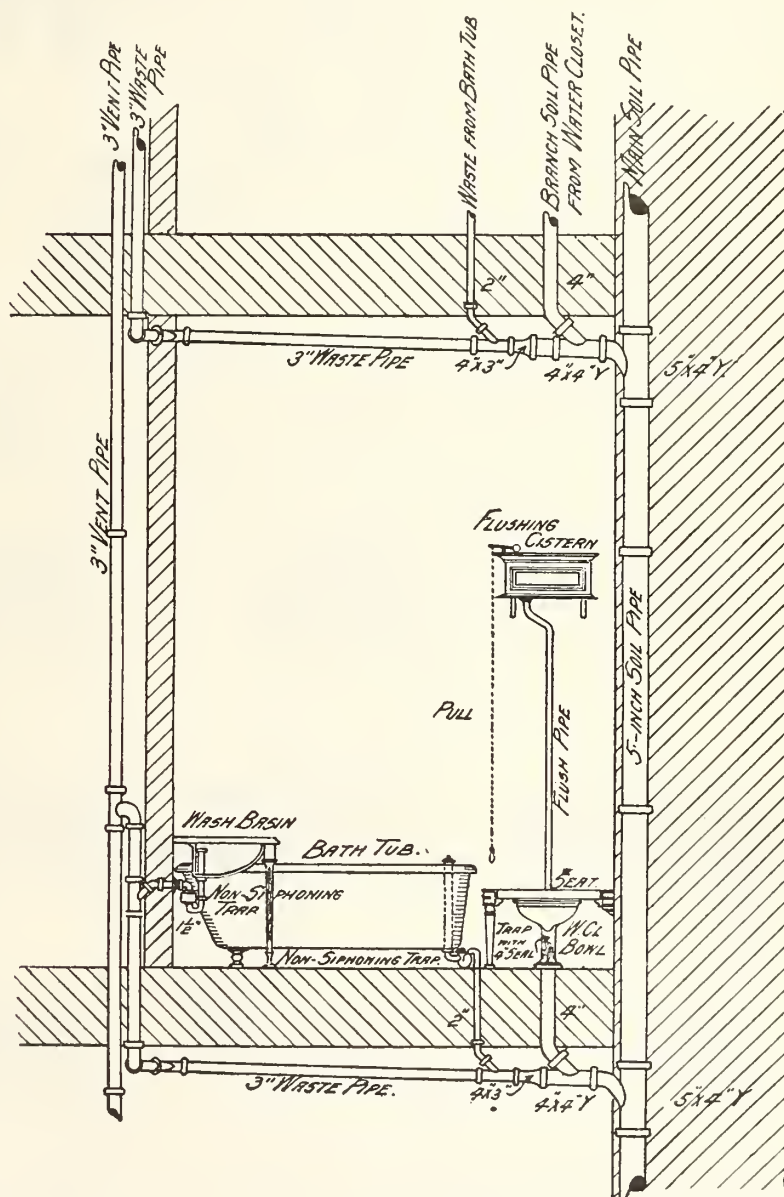 3" VENT PIPE
3" WASTE
PIPE
WASTE FROM BATH TUB
BRANCH SOIL PIPE
FROM WATER CLOSET.
MAIN SOIL PIPE
2"
4"
3" WASTE PIPE
4"X3"
4"X4" Y
5"X4" Y.
3" VENT PIPE
FLUSHING
CISTERN
PULL
FLUSH PIPE
5-INCH SOIL PIPE
WASH BASIN
BATH TUB.
SEAT.
NON-SIPHONING
TRAP
1½"
TRAP
WITH
4" SEAL
W.CL.
BOWL
NON-SIPHONING TRAP.
2"
4"
3" WASTE PIPE.
4"X3"
4"X4" Y
5"X4" Y